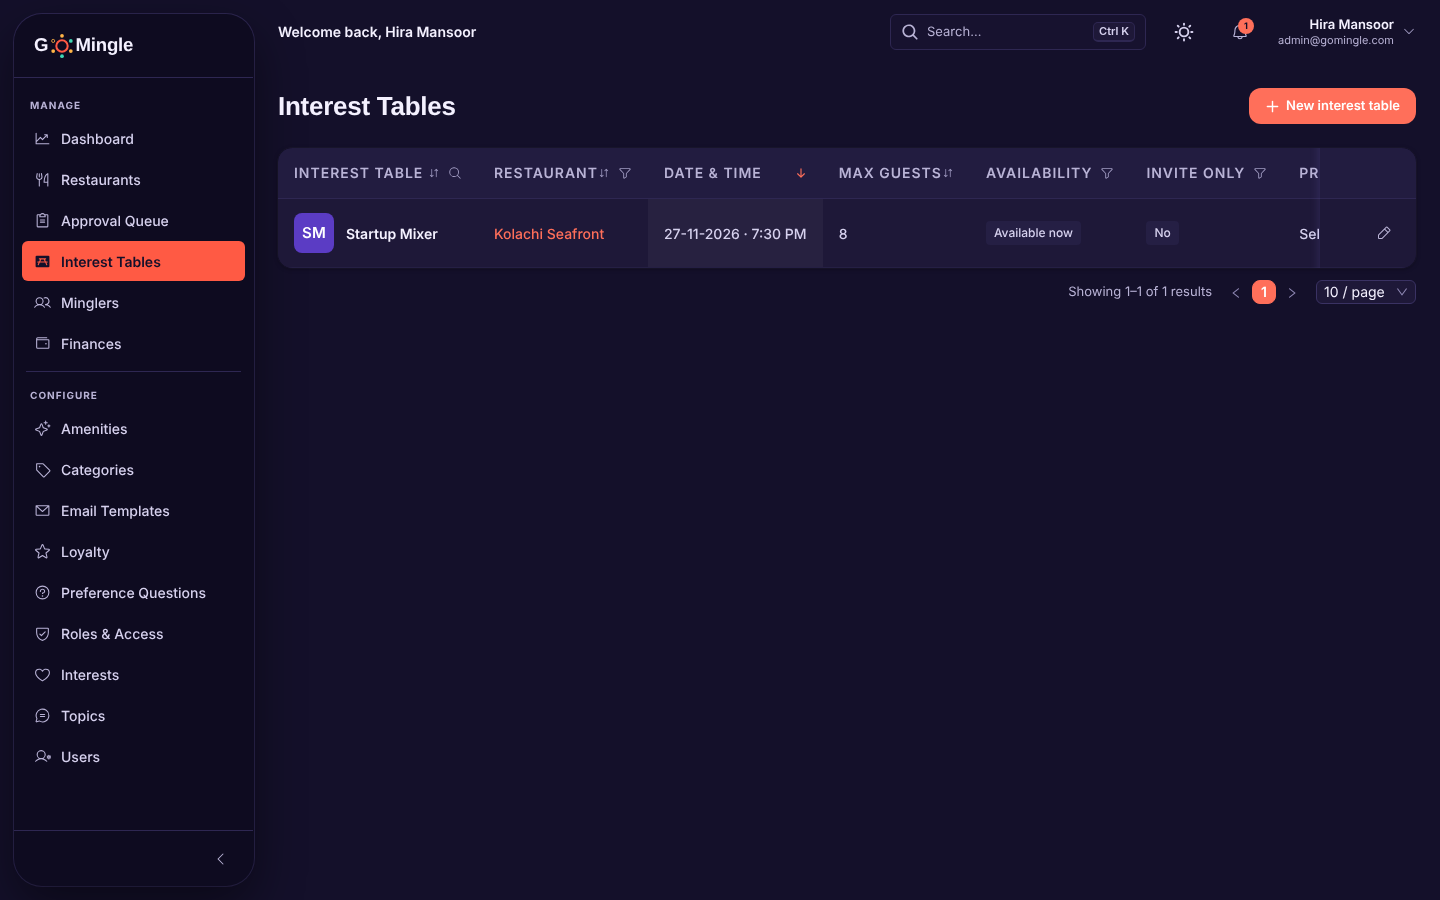 GoMingle
MANAGE
Dashboard
Restaurants
Approval Queue
Interest Tables
Minglers
Finances
CONFIGURE
Amenities
Categories
Email Templates
Loyalty
Preference Questions
Roles & Access
Interests
Topics
Users
Welcome back, Hira Mansoor
Search...
Ctrl K
1
Hira Mansoor
admin@gomingle.com
Interest Tables
New interest table
INTEREST TABLE RESTAURANT DATE & TIME MAX GUESTS AVAILABILITY INVITE ONLY PR
SM Startup Mixer Kolachi Seafront 27-11-2026 · 7:30 PM 8 Available now No Sel
Showing 1–1 of 1 results 1 10 / page